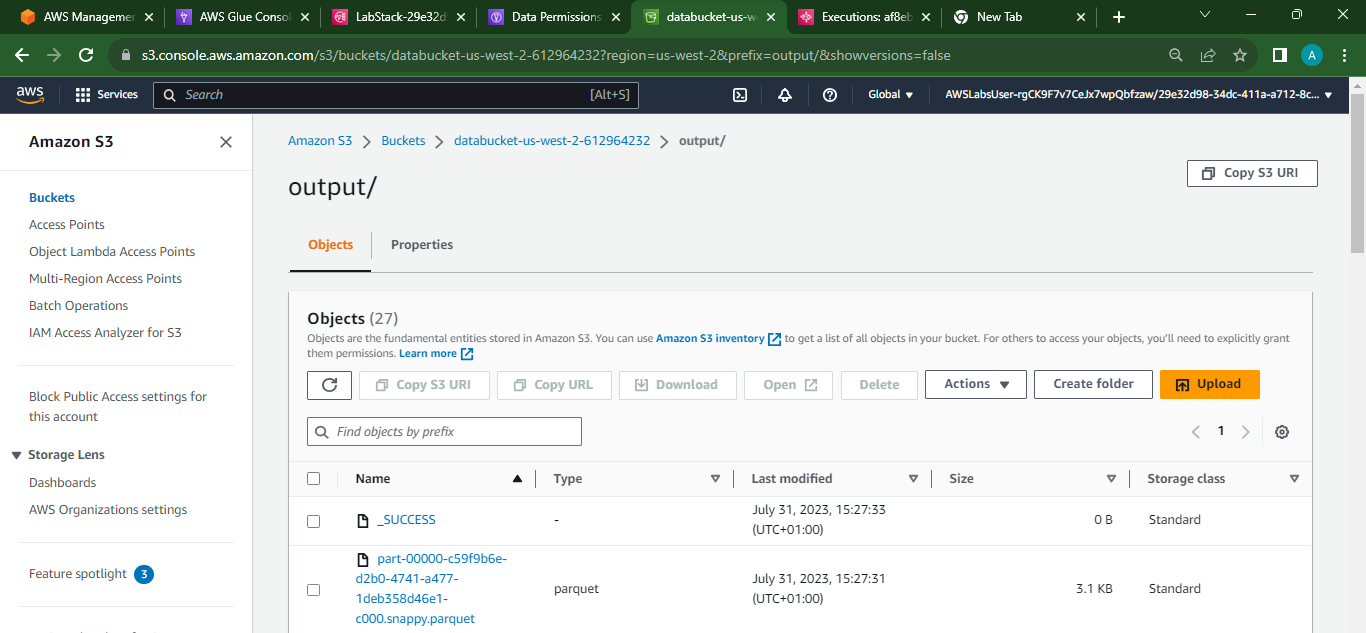 AWS Managemen
AWS Glue Consol
LabStack-29e32d
Data Permissions
databucket-us-w
Executions: af8eb
New Tab
s3.console.aws.amazon.com/s3/buckets/databucket-us-west-2-612964232?region=us-west-2&prefix=output/&showversions=false
A
aws
Services
Search
[Alt+S]
Global
AWSLabsUser-rgCK9F7v7CeJx7wpQbfzaw/29e32d98-34dc-411a-a712-8c...
Amazon S3
Buckets
Access Points
Object Lambda Access Points
Multi-Region Access Points
Batch Operations
IAM Access Analyzer for S3
Block Public Access settings for
this account
Storage Lens
Dashboards
AWS Organizations settings
Feature spotlight 3
Amazon S3
Buckets
databucket-us-west-2-612964232
output/
output/
Copy S3 URI
Objects
Properties
Objects (27)
Objects are the fundamental entities stored in Amazon S3. You can use Amazon S3 inventory to get a list of all objects in your bucket. For others to access your objects, you'll need to explicitly grant
them permissions. Learn more
Copy S3 URI
Copy URL
Download
Open
Delete
Actions
Create folder
Upload
Find objects by prefix
1
Name
Type
Last modified
Size
Storage class
_SUCCESS
-
July 31, 2023, 15:27:33
(UTC+01:00)
0 B
Standard
part-00000-c59f9b6e-
d2b0-4741-a477-
1deb358d46e1-
c000.snappy.parquet
parquet
July 31, 2023, 15:27:31
(UTC+01:00)
3.1 KB
Standard